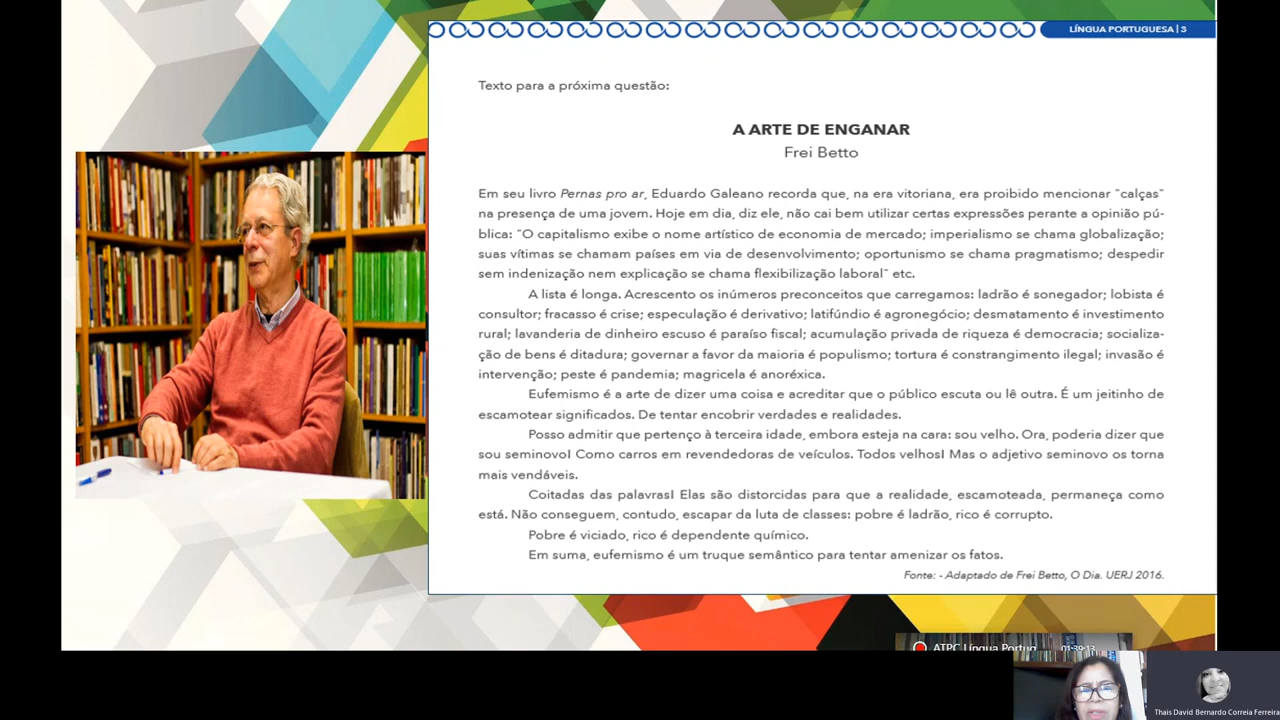 LÍNGUA PORTUGUESA | 3
Texto para a próxima questão:
A ARTE DE ENGANAR
Frei Betto
Em seu livro Pernas pro ar, Eduardo Galeano recorda que, na era vitoriana, era proibido mencionar “calças”
na presença de uma jovem. Hoje em dia, diz ele, não cai bem utilizar certas expressões perante a opinião pú-
blica: “O capitalismo exibe o nome artístico de economia de mercado; imperialismo se chama globalização;
suas vítimas se chamam países em via de desenvolvimento; oportunismo se chama pragmatismo; despedir
sem indenização nem explicação se chama flexibilização laboral” etc.
A lista é longa. Acrescento os inúmeros preconceitos que carregamos: ladrão é sonegador; lobista é
consultor; fracasso é crise; especulação é derivativo; latifúndio é agronegócio; desmatamento é investimento
rural; lavanderia de dinheiro escuso é paraíso fiscal; acumulação privada de riqueza é democracia; socializa-
ção de bens é ditadura; governar a favor da maioria é populismo; tortura é constrangimento ilegal; invasão é
intervenção; peste é pandemia; magricela é anoréxica.
Eufemismo é a arte de dizer uma coisa e acreditar que o público escuta ou lê outra. É um jeitinho de
escamotear significados. De tentar encobrir verdades e realidades.
Posso admitir que pertenço à terceira idade, embora esteja na cara: sou velho. Ora, poderia dizer que
sou seminovo! Como carros em revendedoras de veículos. Todos velhos! Mas o adjetivo seminovo os torna
mais vendáveis.
Coitadas das palavras! Elas são distorcidas para que a realidade, escamoteada, permaneça como
está. Não conseguem, contudo, escapar da luta de classes: pobre é ladrão, rico é corrupto.
Pobre é viciado, rico é dependente químico.
Em suma, eufemismo é um truque semântico para tentar amenizar os fatos.
Fonte: - Adaptado de Frei Betto, O Dia. UERJ 2016.
ATPC Língua Portug 01:39:13
Thais David Bernardo Correia Ferreira